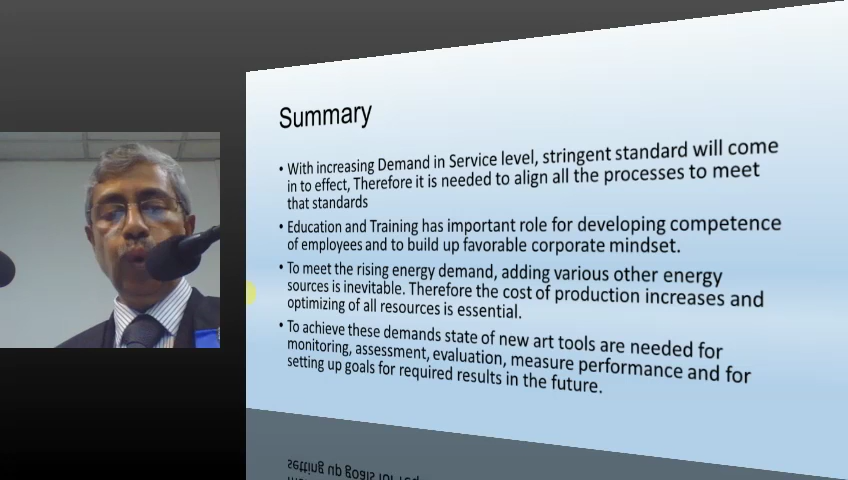 Summary
• With increasing Demand in Service level, stringent standard will come
in to effect, Therefore it is needed to align all the processes to meet
that standards
• Education and Training has important role for developing competence
of employees and to build up favorable corporate mindset.
• To meet the rising energy demand, adding various other energy
sources is inevitable. Therefore the cost of production increases and
optimizing of all resources is essential.
• To achieve these demands state of new art tools are needed for
monitoring, assessment, evaluation, measure performance and for
setting up goals for required results in the future.